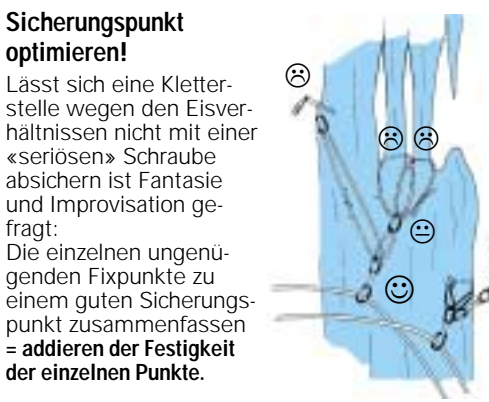 Sicherungspunkt
optimieren!
Lässt sich eine Kletter-
stelle wegen den Eisver-
hältnissen nicht mit einer
«seriösen» Schraube
absichern ist Fantasie
und Improvisation ge-
fragt:
Die einzelnen ungenü-
genden Fixpunkte zu
einem guten Sicherungs-
punkt zusammenfassen
= addieren der Festigkeit
der einzelnen Punkte.